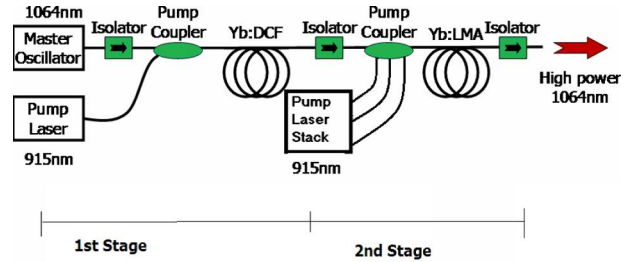 1064nm
Master
Oscillator
Isolator
Pump
Coupler
Yb:DCF
Isolator
Pump
Coupler
Yb:LMA
Isolator
High power
1064nm
Pump
Laser
915nm
Pump
Laser
Stack
915nm
1st Stage
2nd Stage